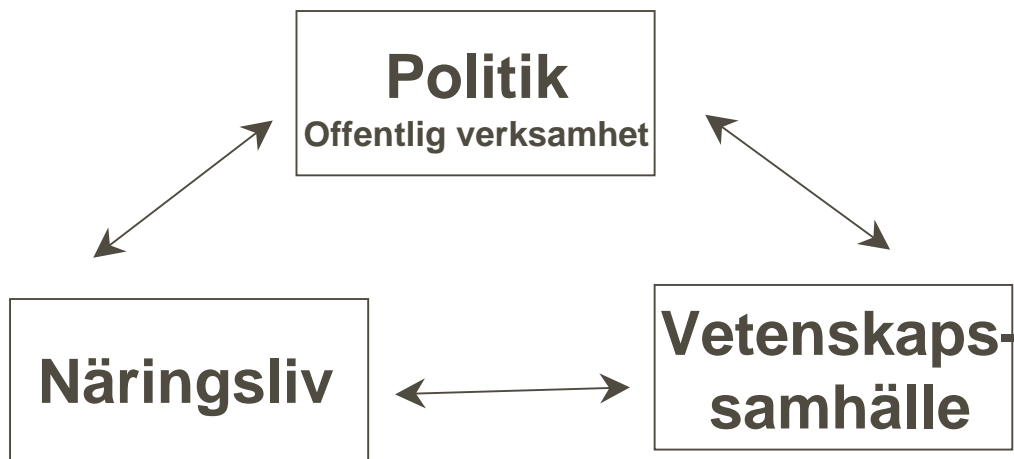 Politik
Offentlig verksamhet
Näringsliv
Vetenskaps-
samhälle